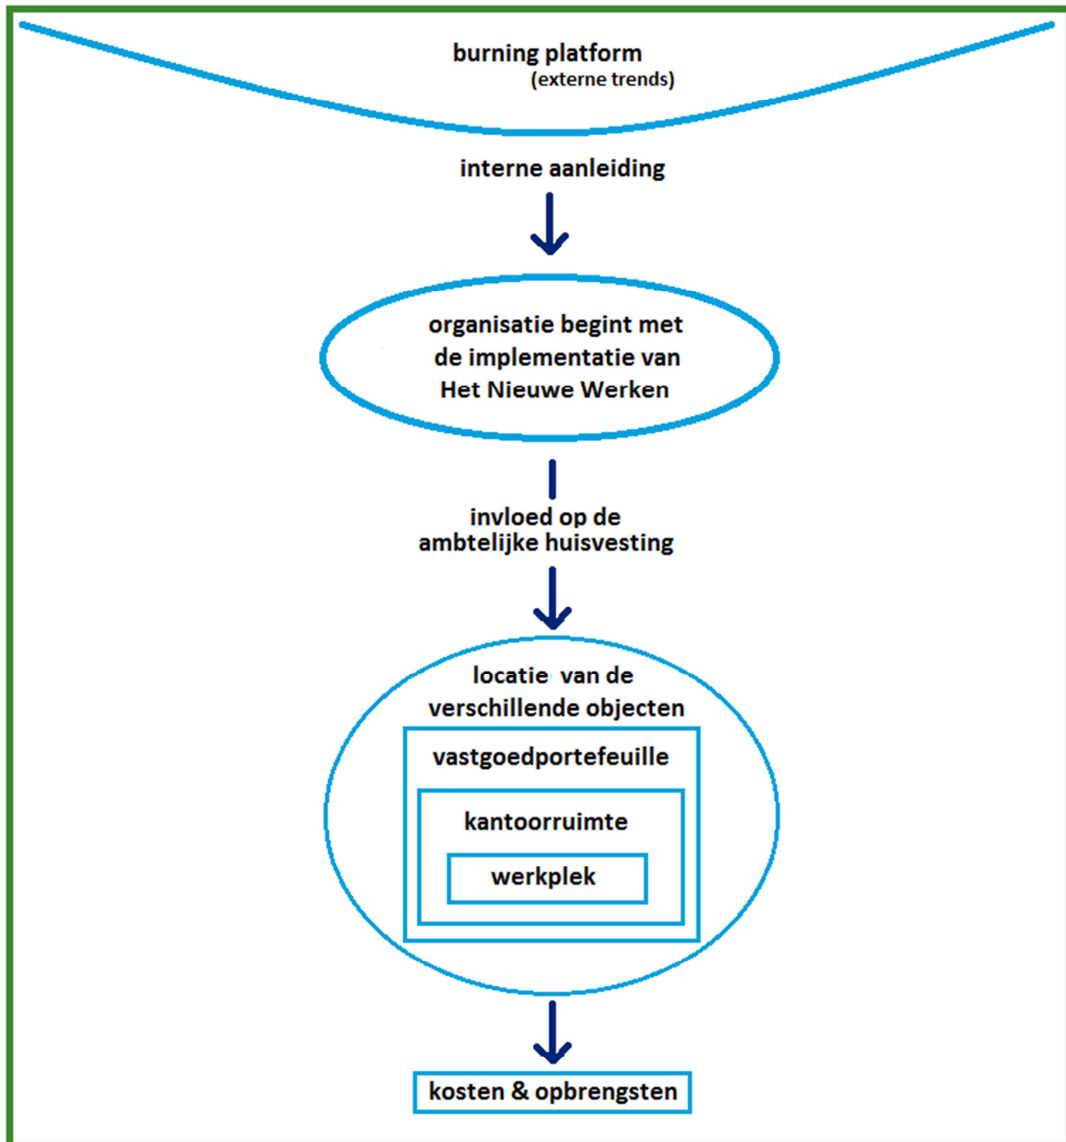 burning platform
(externe trends)
interne aanleiding
organisatie begint met
de implementatie van
Het Nieuwe Werken
invloed op de
ambtelijke huisvesting
locatie van de
verschillende objecten
vastgoedportefeuille
kantoorruimte
werkplek
kosten & opbrengsten